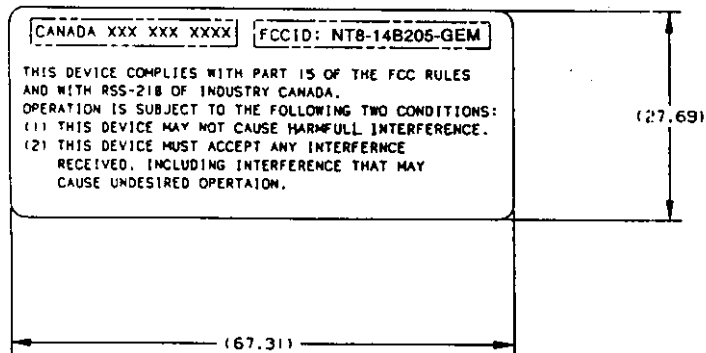 CANADA XXX XXX XXXX FCCID: NT8-14B205-GEM
THIS DEVICE COMPLIES WITH PART 15 OF THE FCC RULES
AND WITH RSS-210 OF INDUSTRY CANADA.
OPERATION IS SUBJECT TO THE FOLLOWING TWO CONDITIONS:
(1) THIS DEVICE MAY NOT CAUSE HARMFULL INTERFERENCE.
(2) THIS DEVICE MUST ACCEPT ANY INTERFERNCE
RECEIVED, INCLUDING INTERFERENCE THAT MAY
CAUSE UNDESIRED OPERTAION.
(27.69)
(67.31)